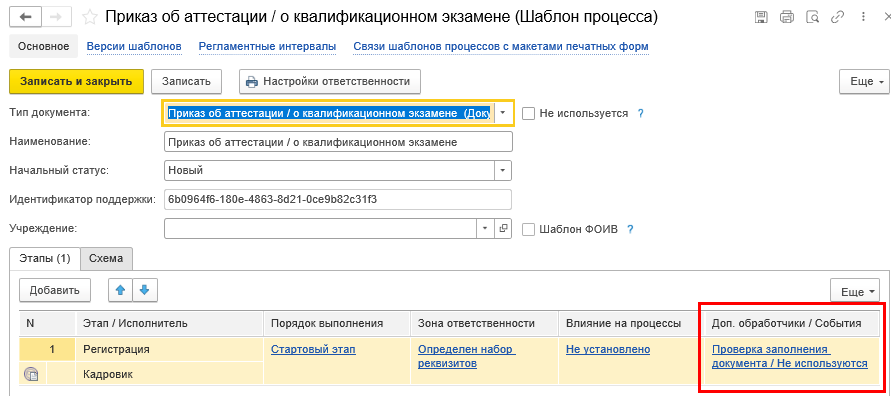 Приказ об аттестации / о квалификационном экзамене (Шаблон процесса)
Основное Версии шаблонов Регламентные интервалы Связи шаблонов процессов с макетами печатных форм
Записать и закрыть Записать Настройки ответственности Еще
Тип документа: Приказ об аттестации / о квалификационном экзамене (Доку Не используется ?
Наименование: Приказ об аттестации / о квалификационном экзамене
Начальный статус: Новый
Идентификатор поддержки: 6b0964f6-180e-4863-8d21-0ce9b82c31f3
Учреждение: Шаблон ФОИВ ?
Этапы (1) Схема
Добавить Еще
N Этап / Исполнитель Порядок выполнения Зона ответственности Влияние на процессы Доп. обработчики / События
1 Регистрация Стартовый этап Определен набор Не установлено Проверка заполнения
реквизитов документа / Не используются
Кадровик